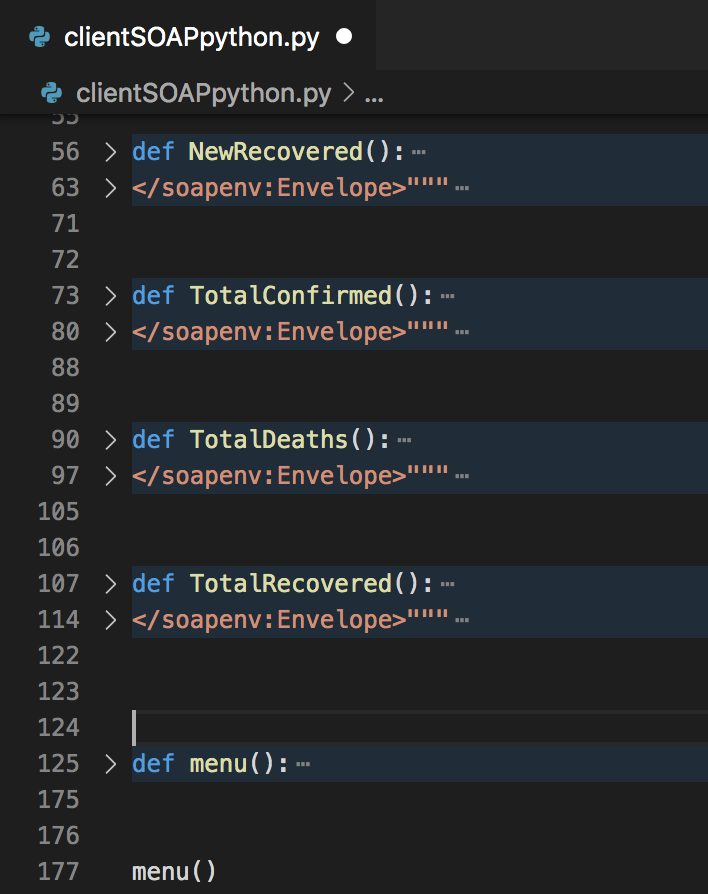 clientSOAPpython.py
clientSOAPpython.py > ...
55
56 > def NewRecovered(): ⋯
63 > </soapenv:Envelope>""" ⋯
71
72
73 > def TotalConfirmed(): ⋯
80 > </soapenv:Envelope>""" ⋯
88
89
90 > def TotalDeaths(): ⋯
97 > </soapenv:Envelope>""" ⋯
105
106
107 > def TotalRecovered(): ⋯
114 > </soapenv:Envelope>""" ⋯
122
123
124
125 > def menu(): ⋯
175
176
177 menu()